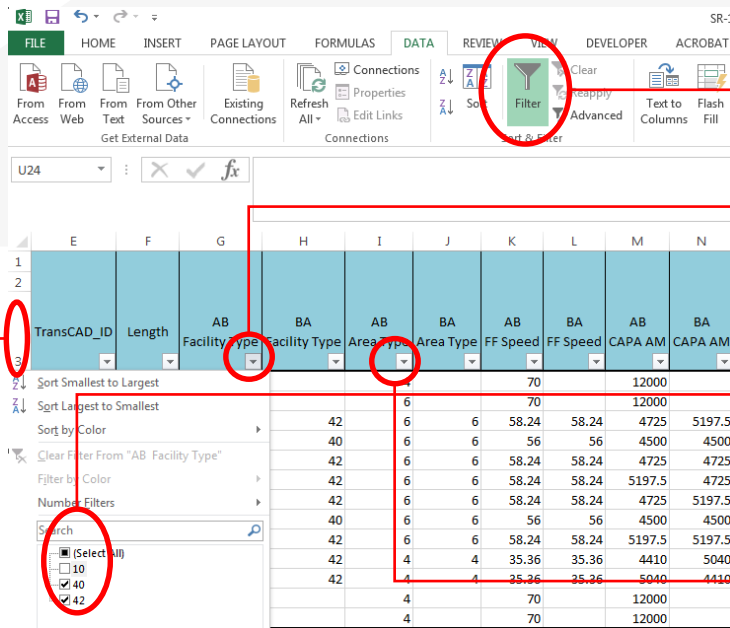 SR-1
FILE HOME INSERT PAGE LAYOUT FORMULAS DATA REVIEW VIEW DEVELOPER ACROBAT
Connections Clear
Properties Reapply
From From From From Other Existing Refresh Edit Links Sort Filter Advanced Text to Flash
Access Web Text Sources Connections All Columns Fill
Get External Data Connections Sort & Filter
U24 fx
E F G H I J K L M N
1
2
AB BA AB BA AB BA AB BA
TransCAD_ID Length Facility Type Facility Type Area Type Area Type FF Speed FF Speed CAPA AM CAPA AM
3
Sort Smallest to Largest 4 70 12000
Sort Largest to Smallest 6 70 12000
Sort by Color 42 6 6 58.24 58.24 4725 5197.5
40 6 6 56 56 4500 4500
Clear Filter From "AB Facility Type" 42 6 6 58.24 58.24 4725 4725
Filter by Color 42 6 6 58.24 58.24 5197.5 4725
Number Filters 42 6 6 58.24 58.24 4725 5197.5
Search 40 6 6 56 56 4500 4500
(Select All) 42 6 6 58.24 58.24 5197.5 5197.5
10 42 4 4 35.36 35.36 4410 5040
40 42 4 4 35.36 35.36 5040 4410
42 4 70 12000
4 70 12000